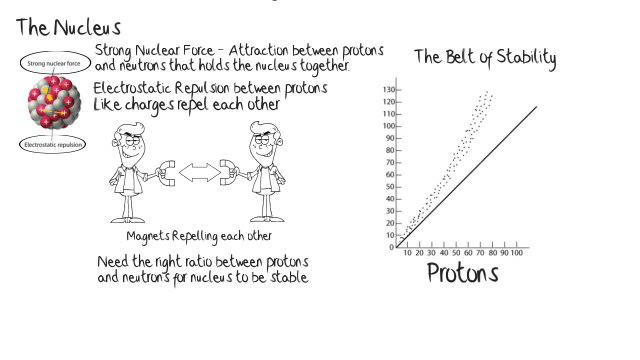 The Nucleus
Strong nuclear force
Electrostatic repulsion
Strong Nuclear Force - Attraction between protons
and neutrons that holds the nucleus together.
Electrostatic Repulsion between protons
Like charges repel each other
Magnets Repelling each other
Need the right ratio between protons
and neutrons for nucleus to be stable
The Belt of Stability
130
120
110
100
90
80
70
60
50
40
30
20
10
0
10 20 30 40 50 60 70 80 90 100
Protons